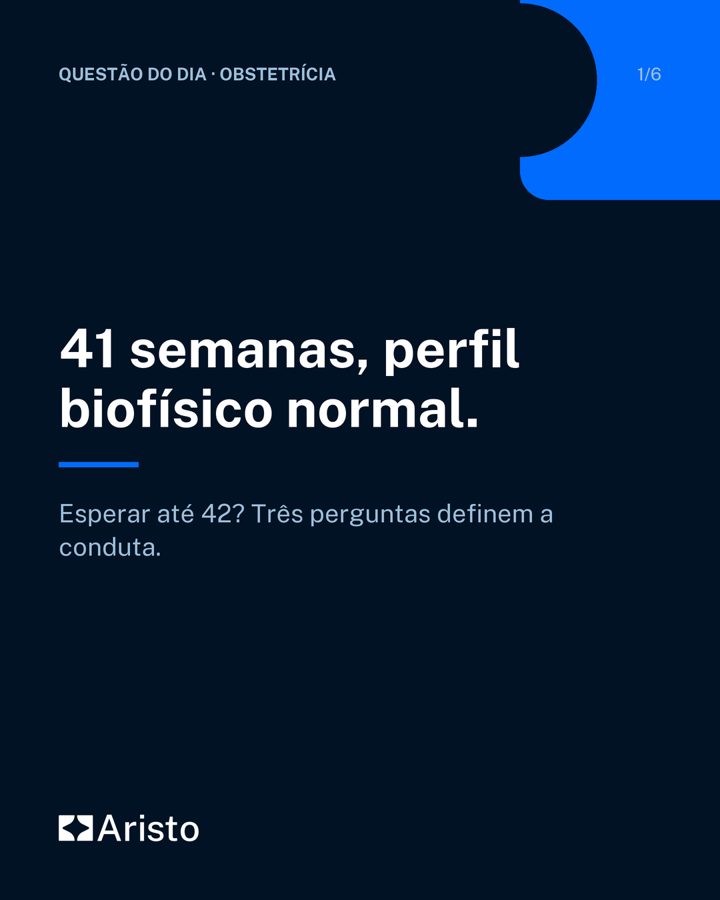 QUESTÃO DO DIA · OBSTETRÍCIA
1/6
41 semanas, perfil
biofísico normal.
Esperar até 42? Três perguntas definem a
conduta.
Aristo